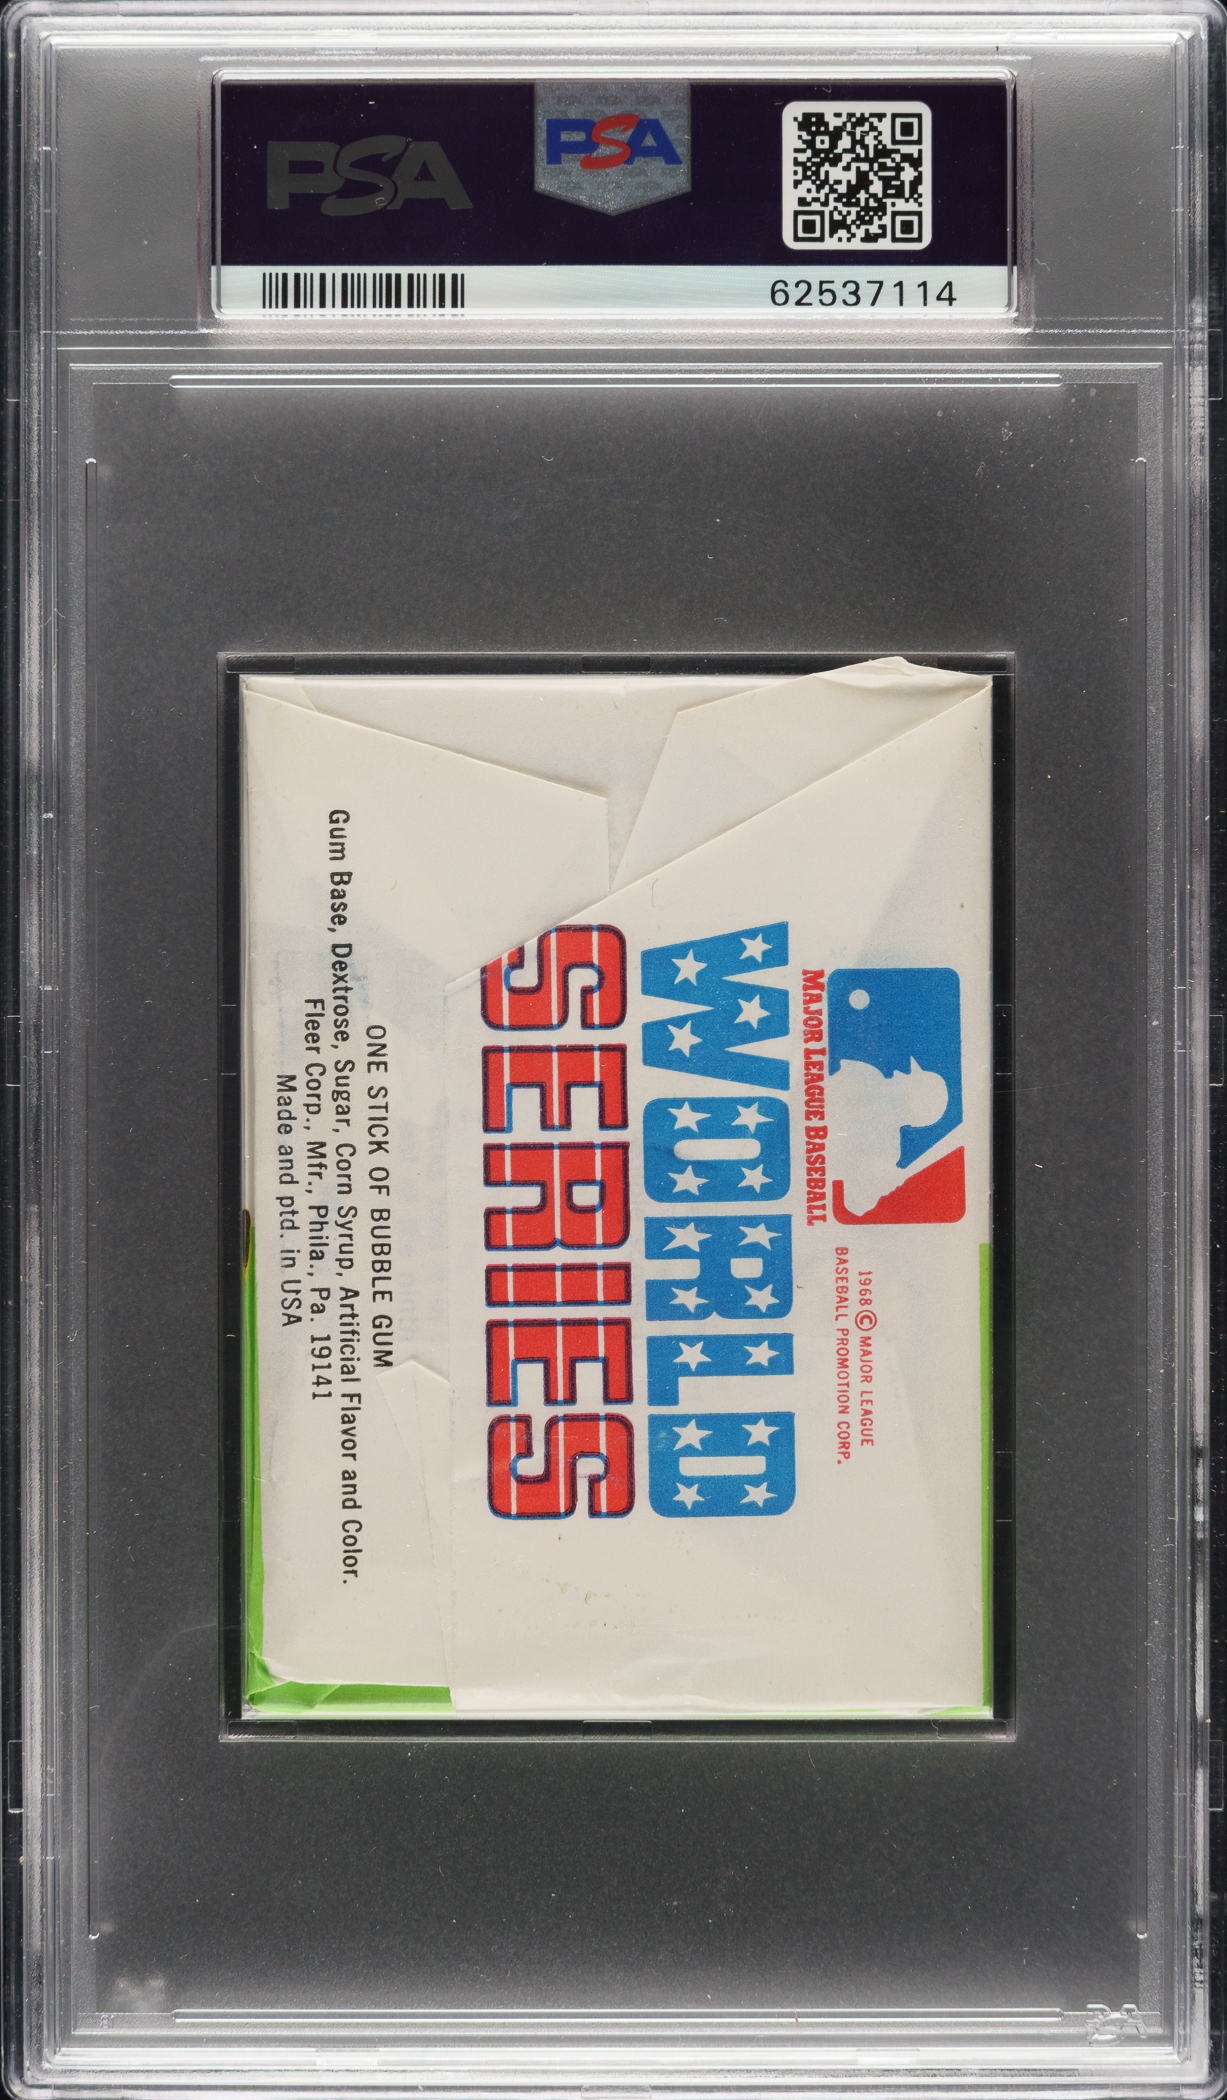 PSA
PSA
62537114
1968 © MAJOR LEAGUE
BASEBALL PROMOTION CORP.
MAJOR LEAGUE BASEBALL
WORLD
SERIES
ONE STICK OF BUBBLE GUM
Gum Base, Dextrose, Sugar, Corn Syrup, Artificial Flavor and Color.
Fleer Corp., Mfr., Phila., Pa. 19141
Made and ptd. in USA
PSA